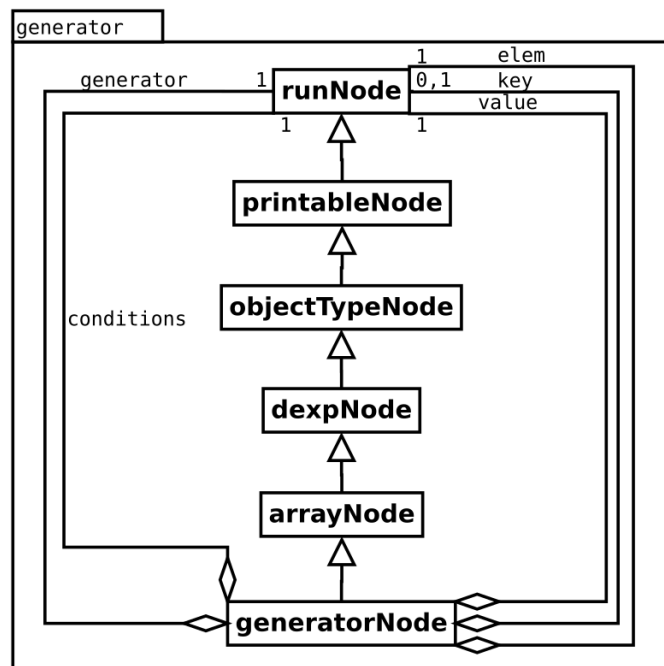 generator
1 elem
generator 1 0,1 key
runNode
value
1 1
printableNode
objectTypeNode
conditions
dexpNode
arrayNode
generatorNode